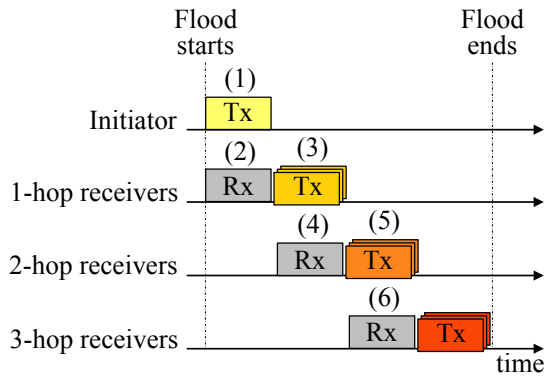 Flood starts
Flood ends
(1)
Initiator Tx
(2) (3)
1-hop receivers Rx Tx
(4) (5)
2-hop receivers Rx Tx
(6)
3-hop receivers Rx Tx
time